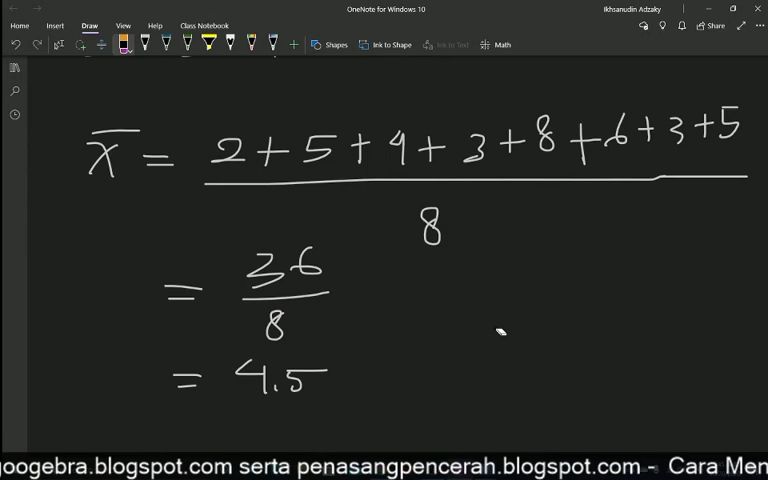 OneNote for Windows 10
Ikhsanudin Adzaky
Home Insert Draw View Help Class Notebook
Share
Shapes Ink to Shape Ink to Text Math
x̄ = 2 + 5 + 4 + 3 + 8 + 6 + 3 + 5
8
= 36
8
= 4.5
googebra.blogspot.com serta penasangpencerah.blogspot.com - Cara Men